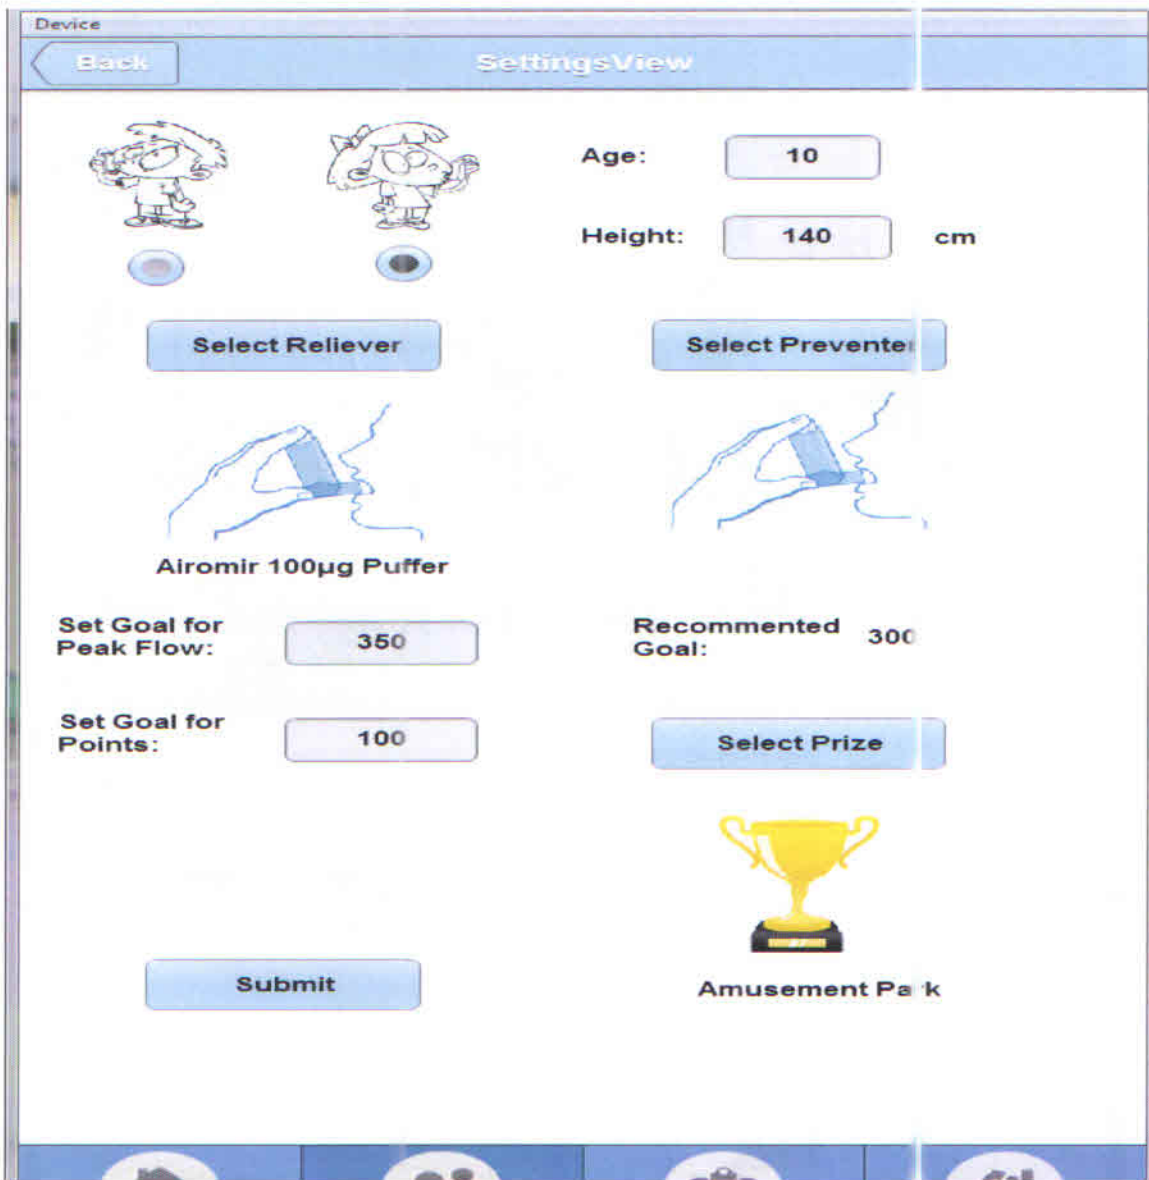 Device
Back
SettingsView
Age: 10
Height: 140 cm
Select Reliever
Select Preventer
Airomir 100µg Puffer
Set Goal for
Peak Flow:
350
Recommented
Goal:
300
Set Goal for
Points:
100
Select Prize
Submit
Amusement Park